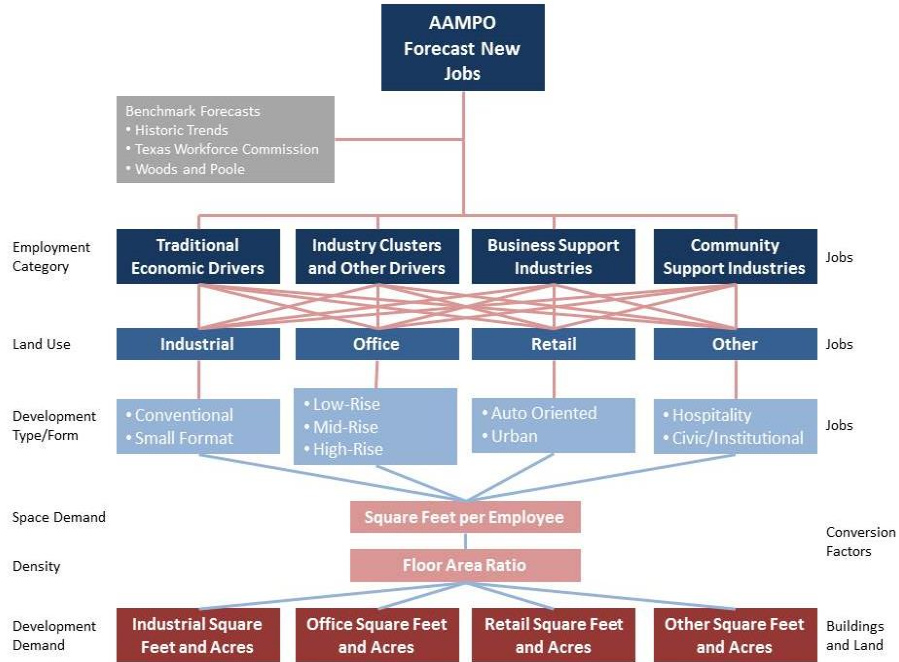 AAMPO
Forecast New
Jobs
Benchmark Forecasts
• Historic Trends
• Texas Workforce Commission
• Woods and Poole
Employment
Category
Traditional
Economic Drivers
Industry Clusters
and Other Drivers
Business Support
Industries
Community
Support Industries
Jobs
Land Use
Industrial
Office
Retail
Other
Jobs
Development
Type/Form
• Conventional
• Small Format
• Low-Rise
• Mid-Rise
• High-Rise
• Auto Oriented
• Urban
• Hospitality
• Civic/Institutional
Jobs
Space Demand
Square Feet per Employee
Conversion
Factors
Density
Floor Area Ratio
Development
Demand
Industrial Square
Feet and Acres
Office Square Feet
and Acres
Retail Square Feet
and Acres
Other Square Feet
and Acres
Buildings
and Land